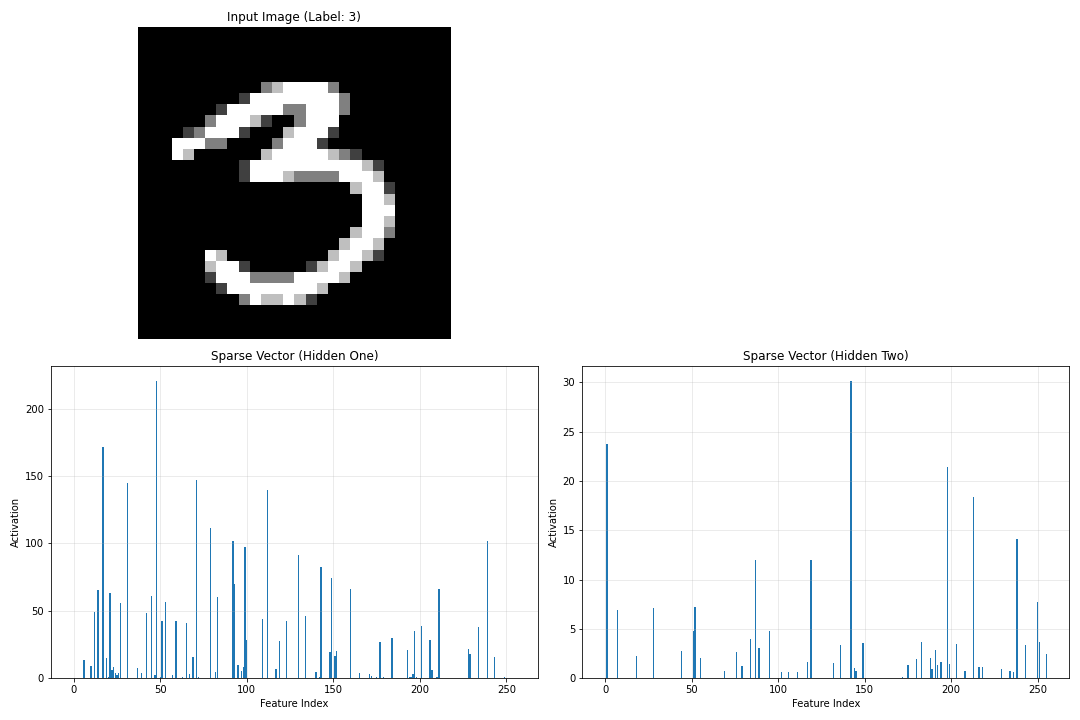 Input Image (Label: 3)
3
Sparse Vector (Hidden One)
Activation
200
150
100
50
0
0 50 100 150 200 250
Feature Index
Sparse Vector (Hidden Two)
Activation
30
25
20
15
10
5
0
0 50 100 150 200 250
Feature Index